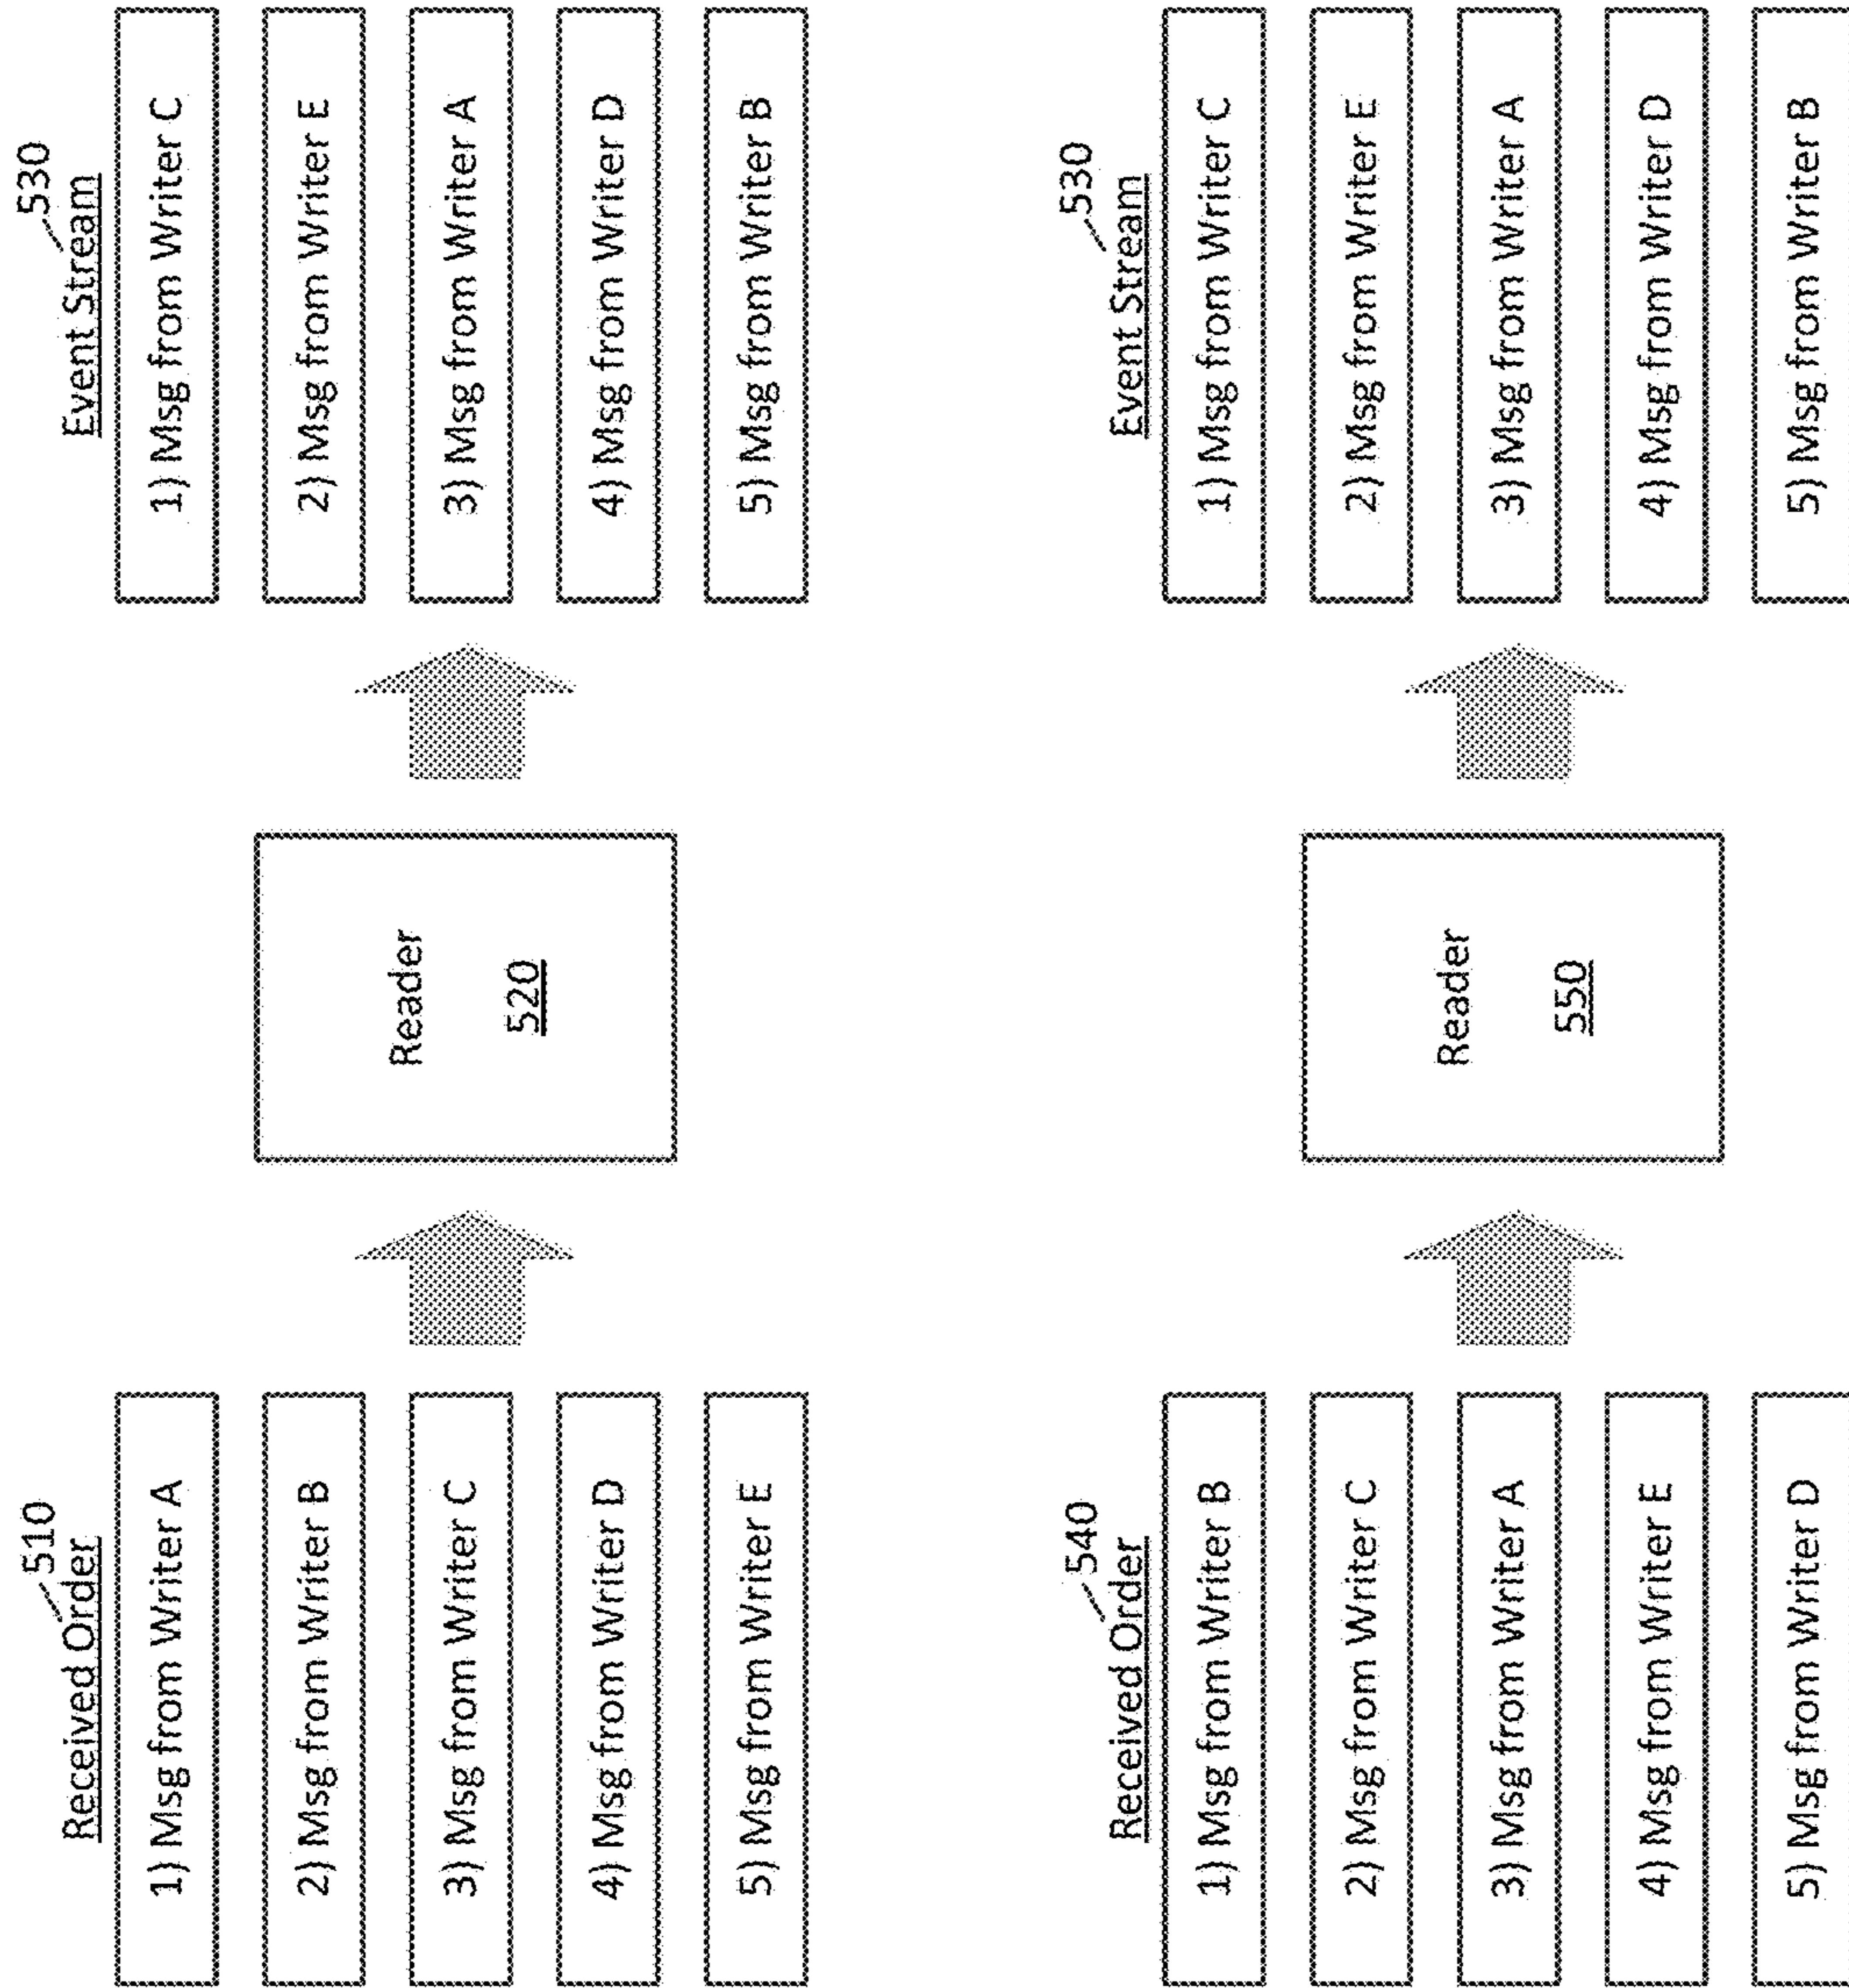 510
Received Order
1) Msg from Writer A
2) Msg from Writer B
3) Msg from Writer C
4) Msg from Writer D
5) Msg from Writer E
Reader
520
530
Event Stream
1) Msg from Writer C
2) Msg from Writer E
3) Msg from Writer A
4) Msg from Writer D
5) Msg from Writer B
540
Received Order
1) Msg from Writer B
2) Msg from Writer C
3) Msg from Writer A
4) Msg from Writer E
5) Msg from Writer D
Reader
550
530
Event Stream
1) Msg from Writer C
2) Msg from Writer E
3) Msg from Writer A
4) Msg from Writer D
5) Msg from Writer B